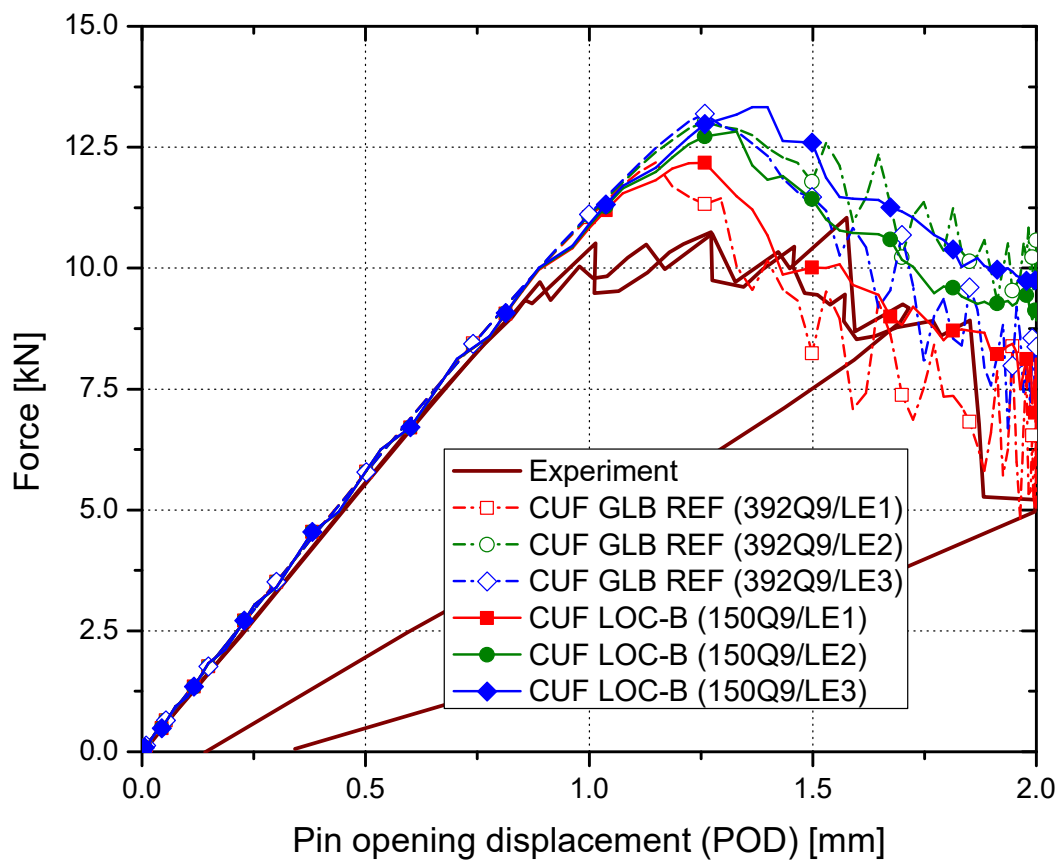 15.0
12.5
10.0
7.5
5.0
2.5
0.0
Force [kN]
Experiment
CUF GLB REF (392Q9/LE1)
CUF GLB REF (392Q9/LE2)
CUF GLB REF (392Q9/LE3)
CUF LOC-B (150Q9/LE1)
CUF LOC-B (150Q9/LE2)
CUF LOC-B (150Q9/LE3)
0.0 0.5 1.0 1.5 2.0
Pin opening displacement (POD) [mm]